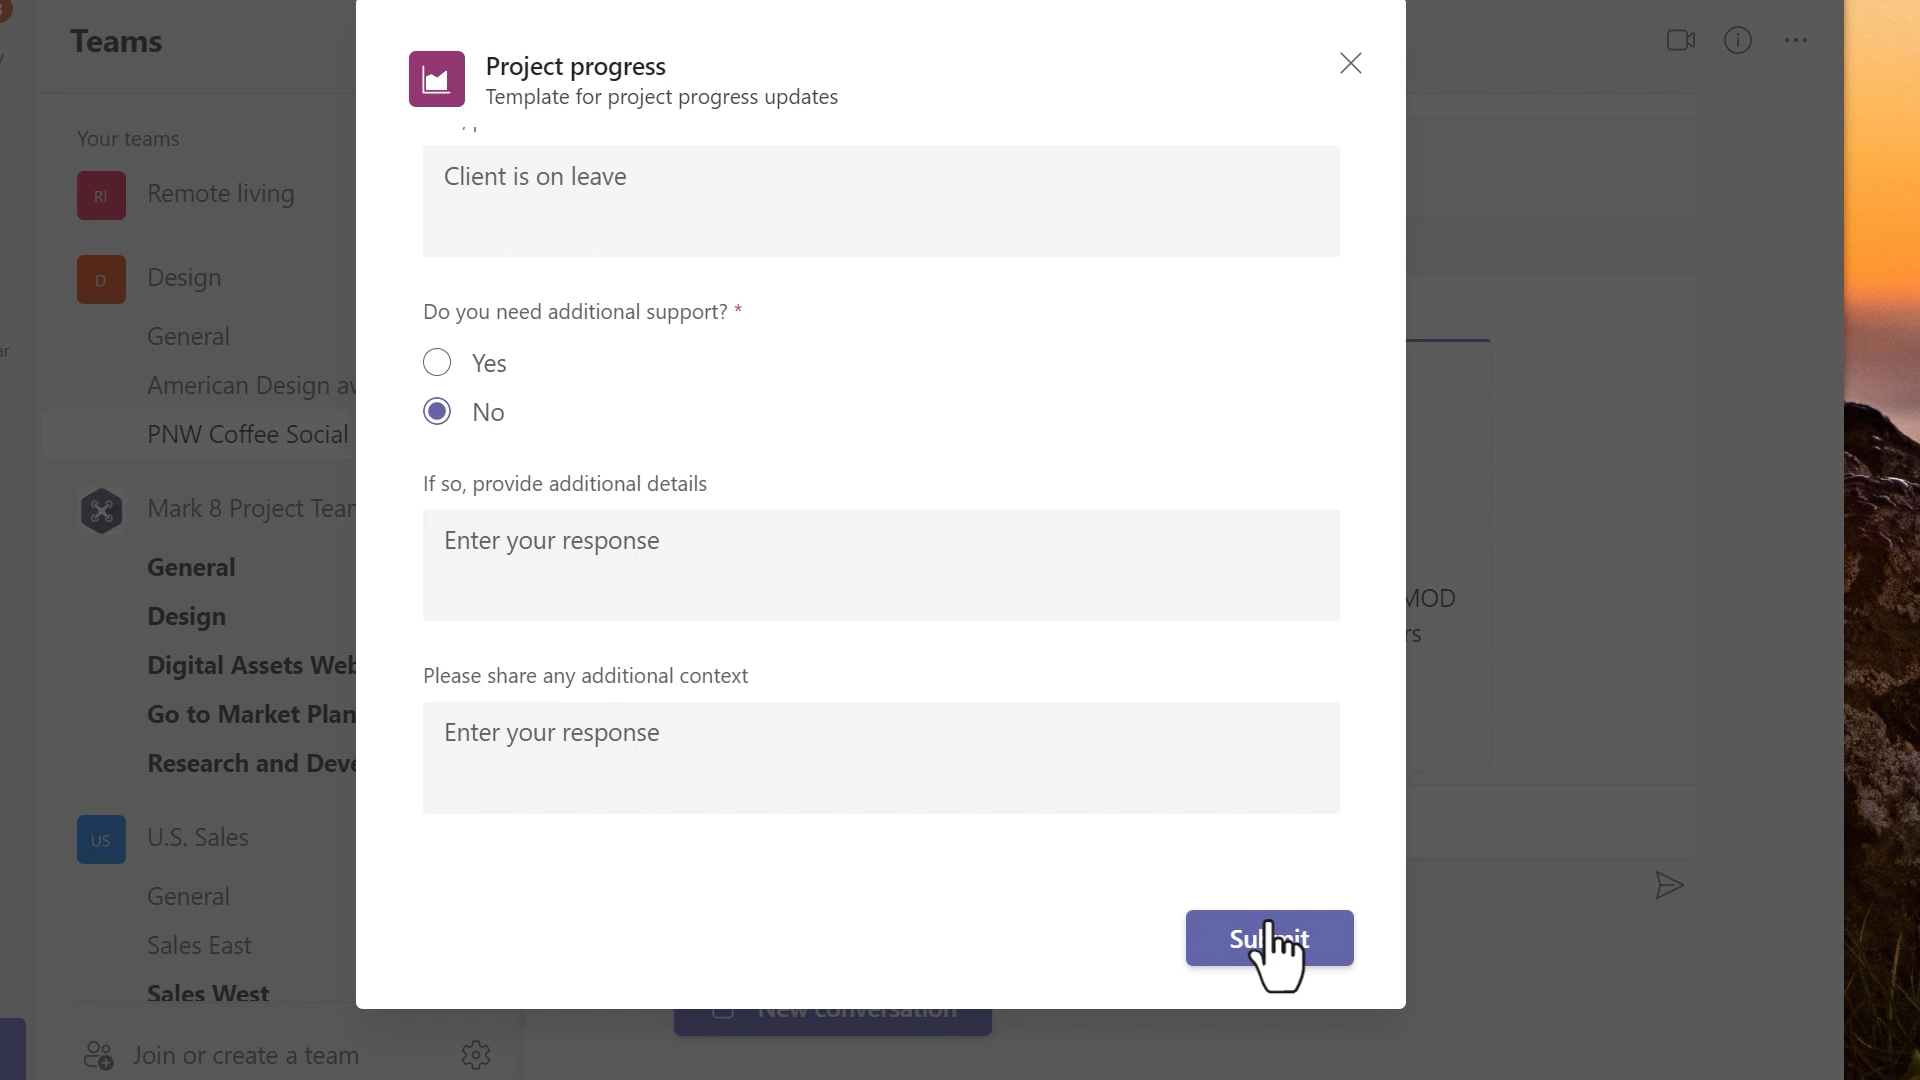 Teams
Your teams
RI
Remote living
D
Design
General
American Design
PNW Coffee Social
Mark 8 Project
General
Design
Digital Assets
Go to Market Plan
Research and
US
U.S. Sales
General
Sales East
Sales West
Join or create a team
Project progress
Template for project progress updates
Client is on leave
Do you need additional support? *
Yes
No
If so, provide additional details
Enter your response
Please share any additional context
Enter your response
Submit
New conversation
MOD